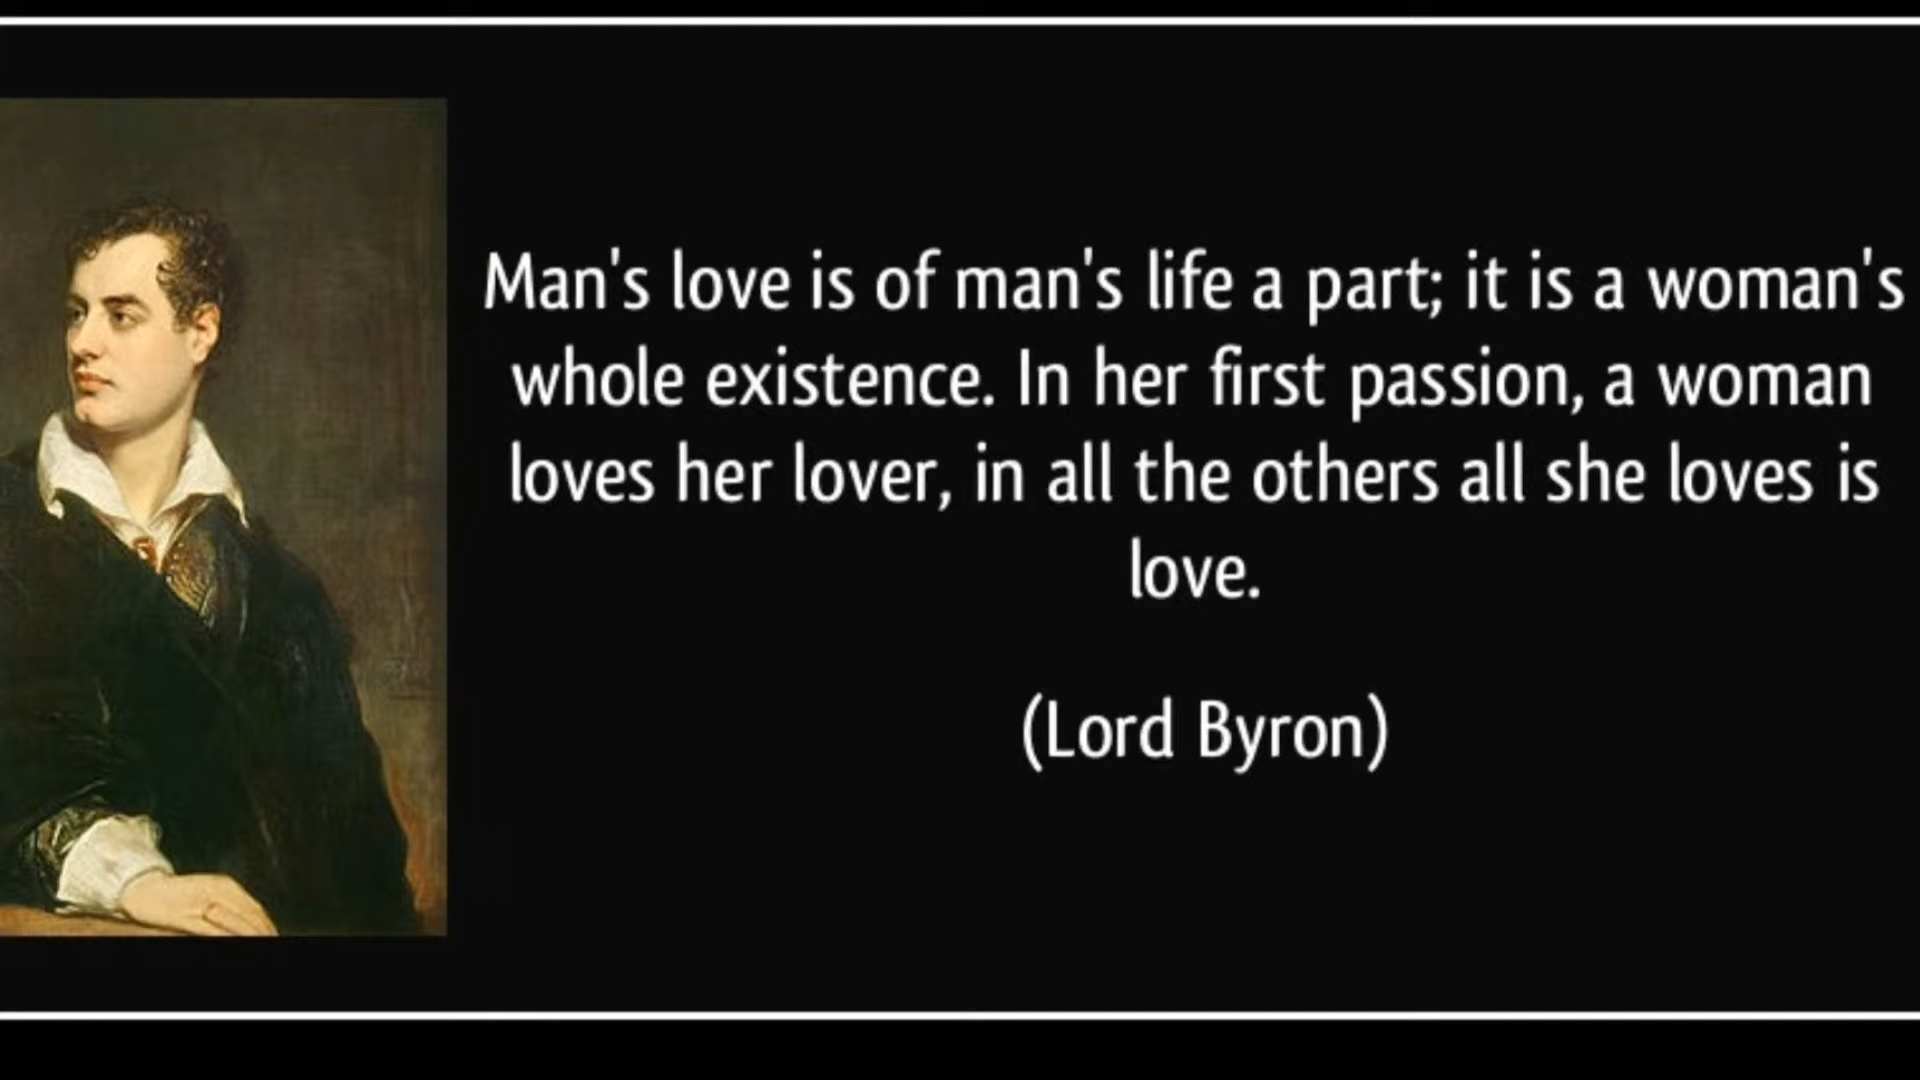 Man's love is of man's life a part; it is a woman's
whole existence. In her first passion, a woman
loves her lover, in all the others all she loves is
love.
(Lord Byron)